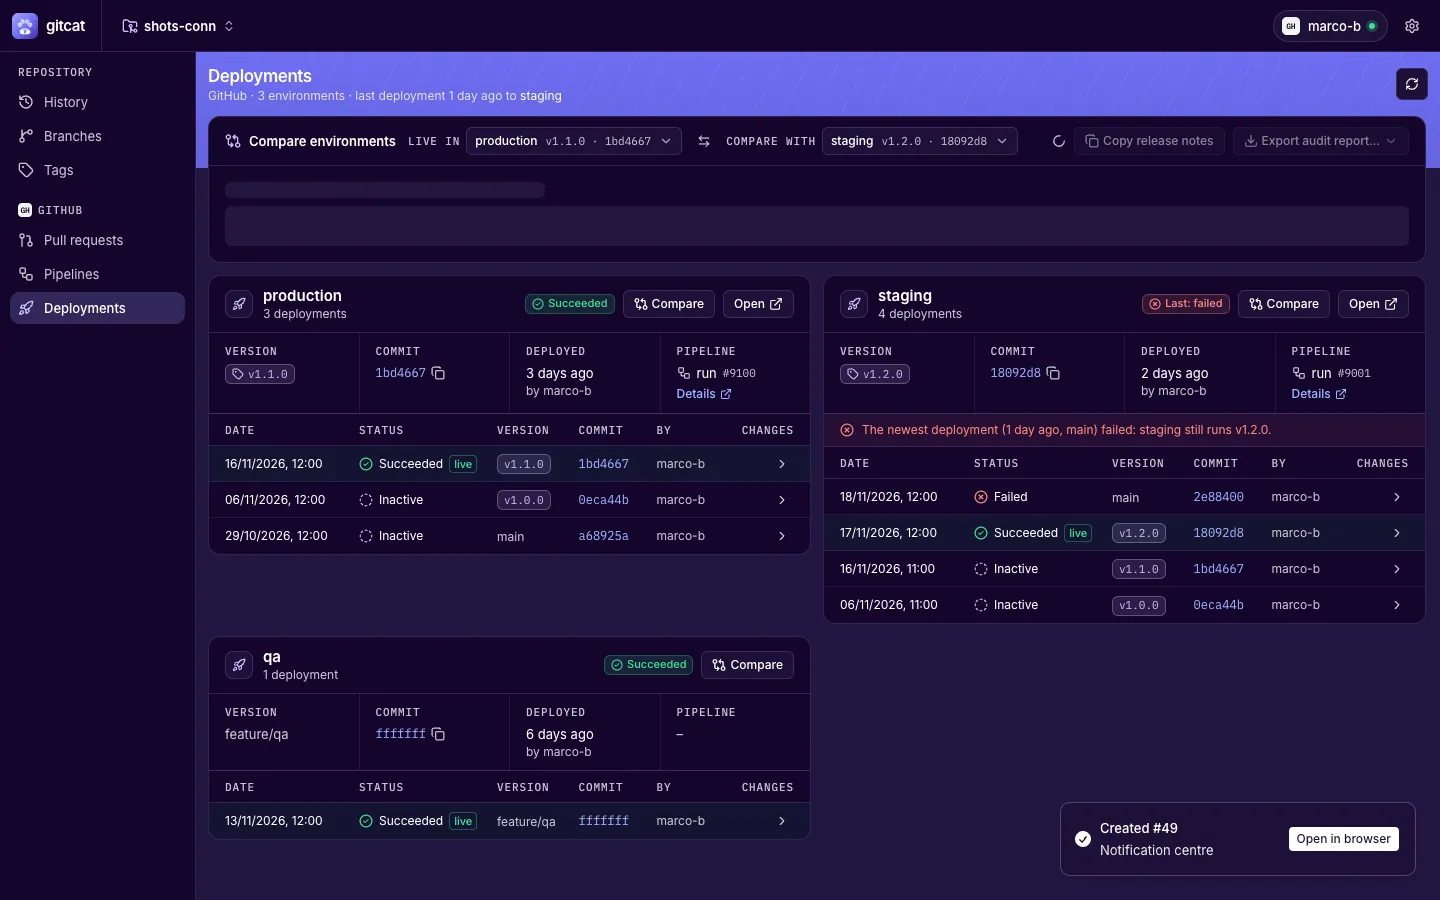 gitcat
shots-conn
GH marco-b
REPOSITORY
History
Branches
Tags
GH GITHUB
Pull requests
Pipelines
Deployments
Deployments
GitHub · 3 environments · last deployment 1 day ago to staging
Compare environments LIVE IN production v1.1.0 · 1bd4667 COMPARE WITH staging v1.2.0 · 18092d8 Copy release notes Export audit report...
production
3 deployments
Succeeded Compare Open
VERSION COMMIT DEPLOYED PIPELINE
v1.1.0 1bd4667 3 days ago run #9100
by marco-b Details
DATE STATUS VERSION COMMIT BY CHANGES
16/11/2026, 12:00 Succeeded live v1.1.0 1bd4667 marco-b
06/11/2026, 12:00 Inactive v1.0.0 0eca44b marco-b
29/10/2026, 12:00 Inactive main a68925a marco-b
staging
4 deployments
Last: failed Compare Open
VERSION COMMIT DEPLOYED PIPELINE
v1.2.0 18092d8 2 days ago run #9001
by marco-b Details
The newest deployment (1 day ago, main) failed: staging still runs v1.2.0.
DATE STATUS VERSION COMMIT BY CHANGES
18/11/2026, 12:00 Failed main 2e88400 marco-b
17/11/2026, 12:00 Succeeded live v1.2.0 18092d8 marco-b
16/11/2026, 11:00 Inactive v1.1.0 1bd4667 marco-b
06/11/2026, 11:00 Inactive v1.0.0 0eca44b marco-b
qa
1 deployment
Succeeded Compare
VERSION COMMIT DEPLOYED PIPELINE
feature/qa fffffff 6 days ago –
by marco-b
DATE STATUS VERSION COMMIT BY CHANGES
13/11/2026, 12:00 Succeeded live feature/qa fffffff marco-b
Created #49
Notification centre
Open in browser